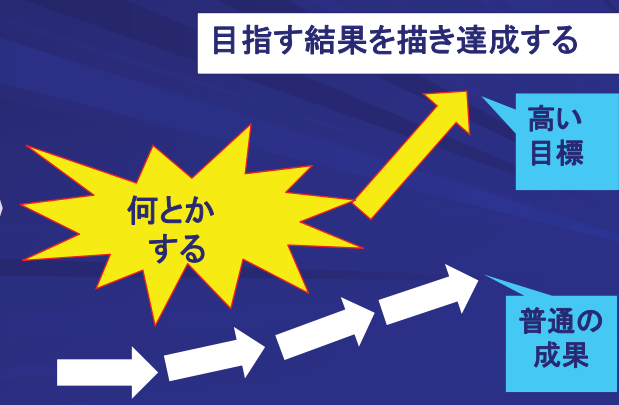 目指す結果を描き達成する
高い
目標
何とか
する
普通の
成果